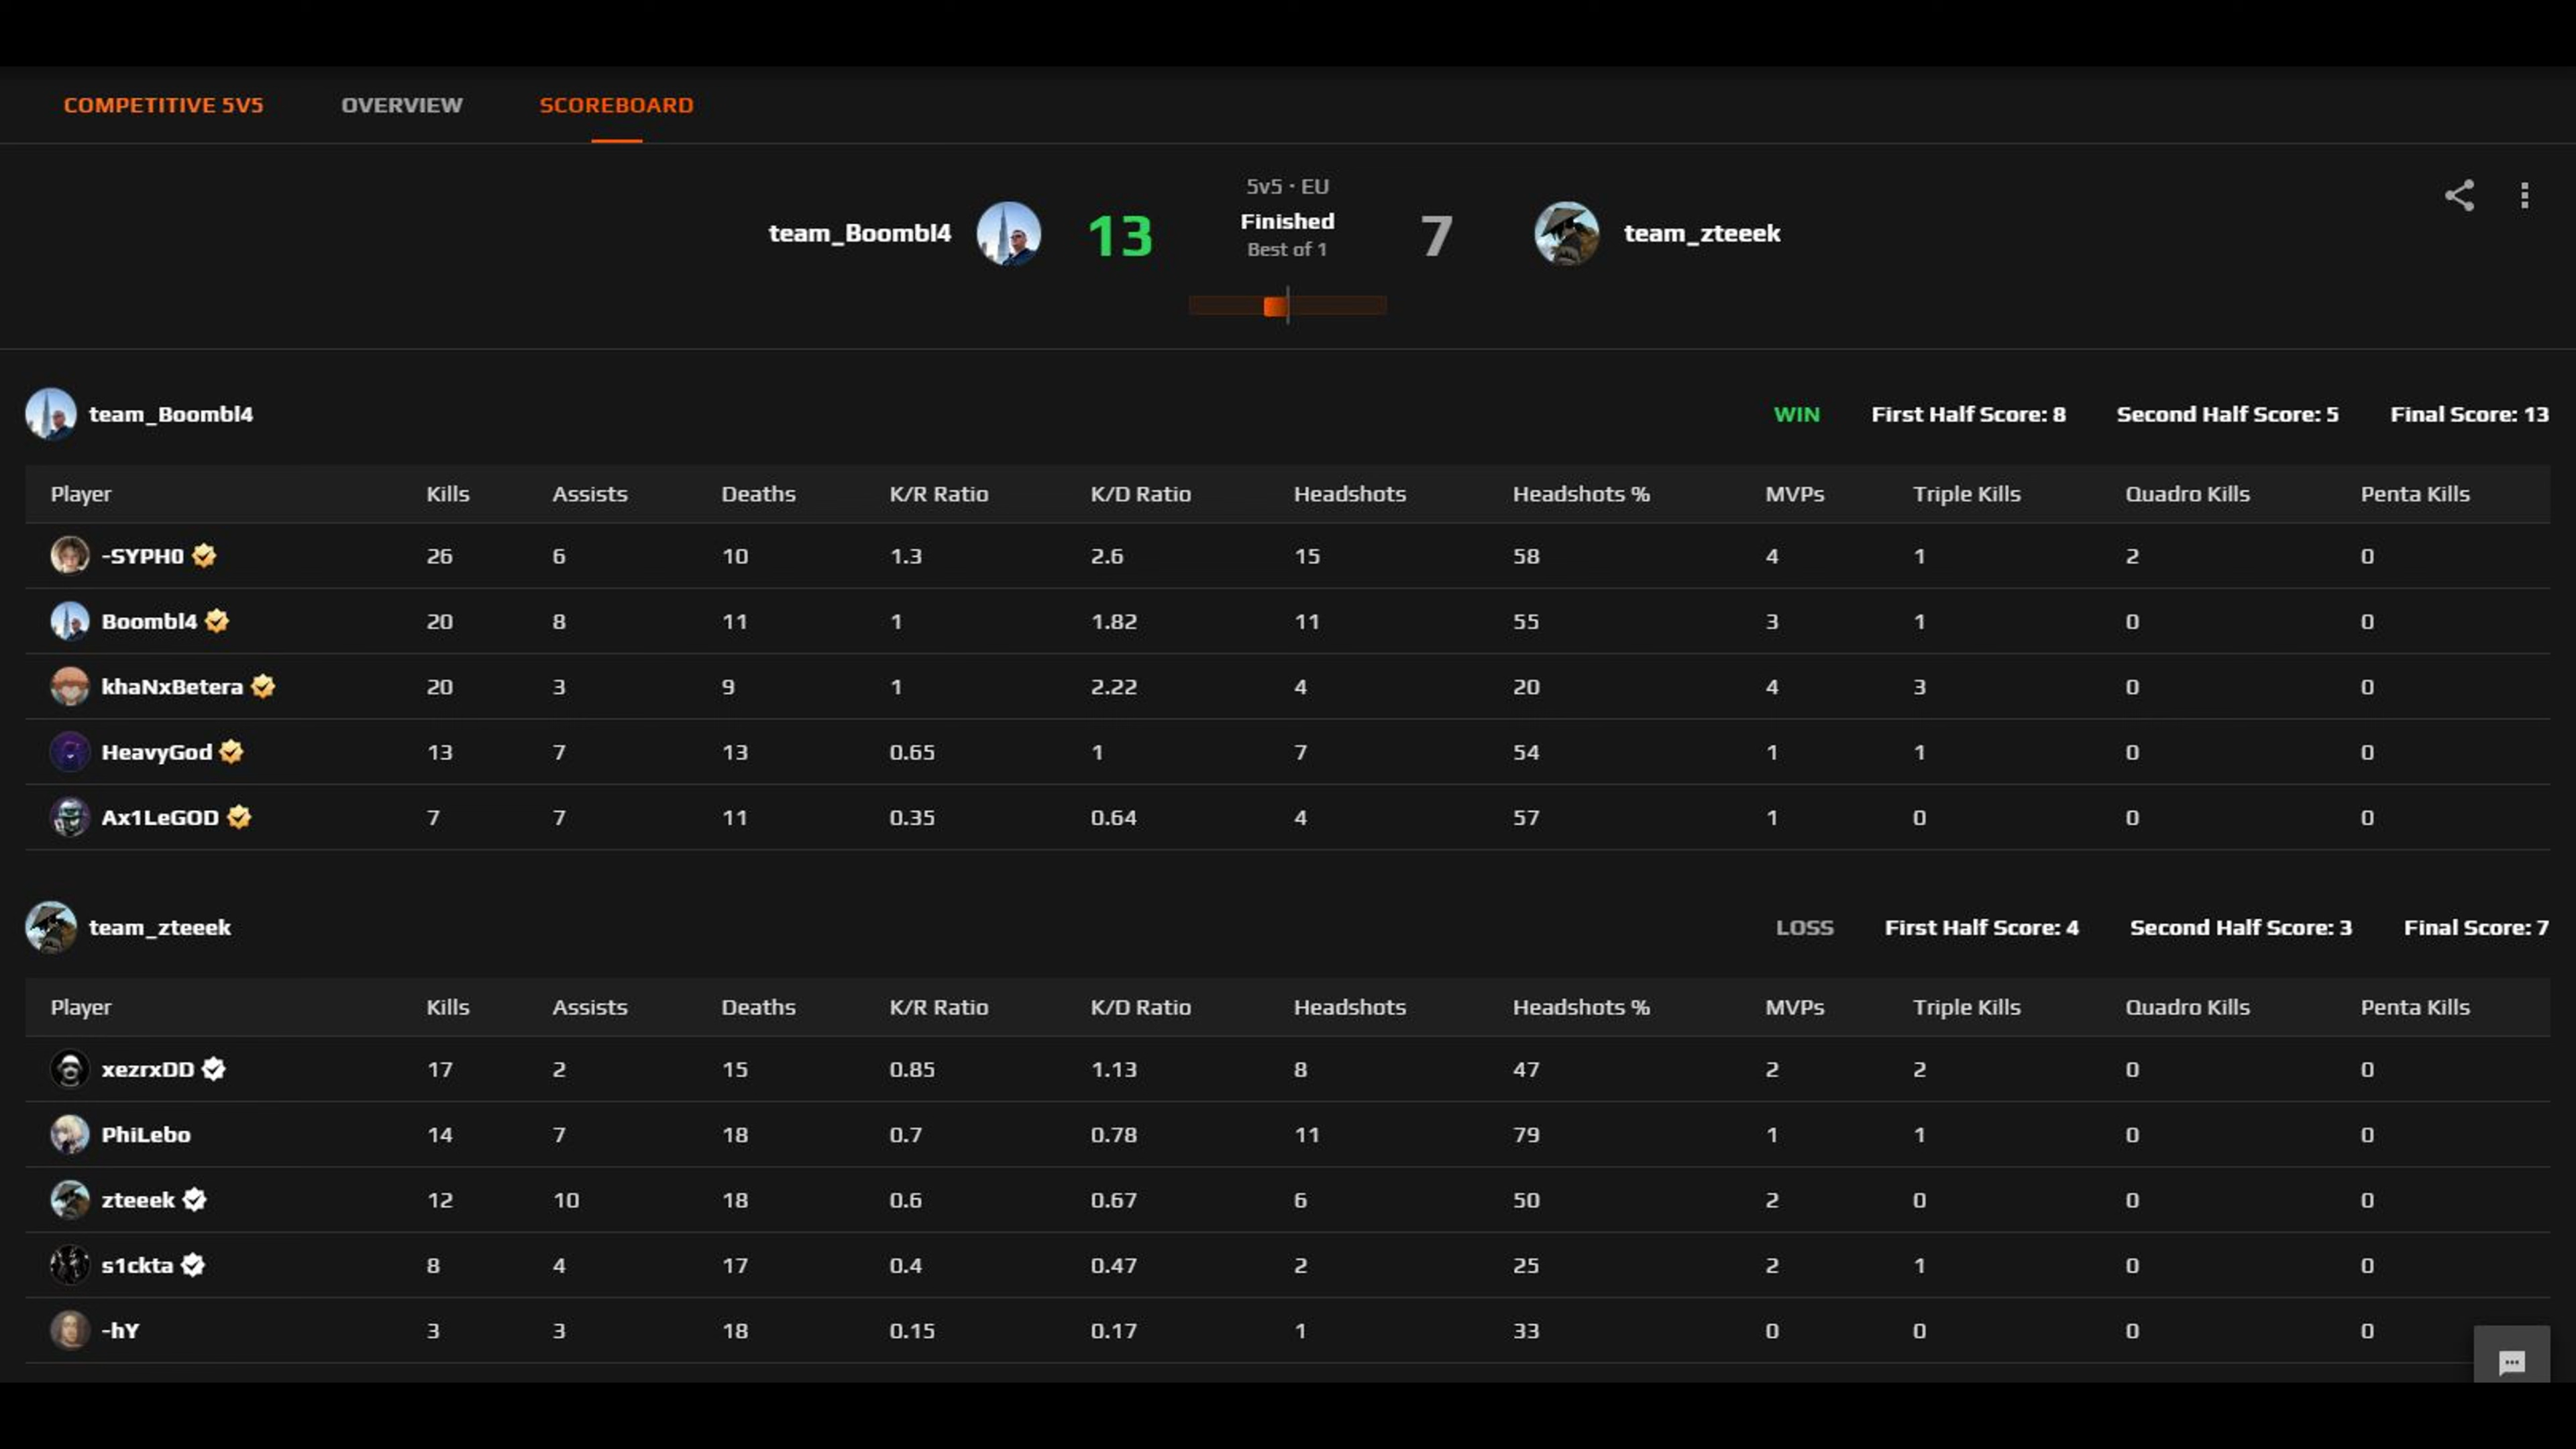 COMPETITIVE 5V5 OVERVIEW SCOREBOARD
5v5 · EU
team_Boombl4 13 Finished 7 team_zteeek
Best of 1
team_Boombl4 WIN First Half Score: 8 Second Half Score: 5 Final Score: 13
Player Kills Assists Deaths K/R Ratio K/D Ratio Headshots Headshots % MVPs Triple Kills Quadro Kills Penta Kills
-SYPH0 26 6 10 1.3 2.6 15 58 4 1 2 0
Boombl4 20 8 11 1 1.82 11 55 3 1 0 0
khaNxBetera 20 3 9 1 2.22 4 20 4 3 0 0
HeavyGod 13 7 13 0.65 1 7 54 1 1 0 0
Ax1LeGOD 7 7 11 0.35 0.64 4 57 1 0 0 0
team_zteeek LOSS First Half Score: 4 Second Half Score: 3 Final Score: 7
Player Kills Assists Deaths K/R Ratio K/D Ratio Headshots Headshots % MVPs Triple Kills Quadro Kills Penta Kills
xezrxDD 17 2 15 0.85 1.13 8 47 2 2 0 0
PhiLebo 14 7 18 0.7 0.78 11 79 1 1 0 0
zteeek 12 10 18 0.6 0.67 6 50 2 0 0 0
s1ckta 8 4 17 0.4 0.47 2 25 2 1 0 0
-hY 3 3 18 0.15 0.17 1 33 0 0 0 0